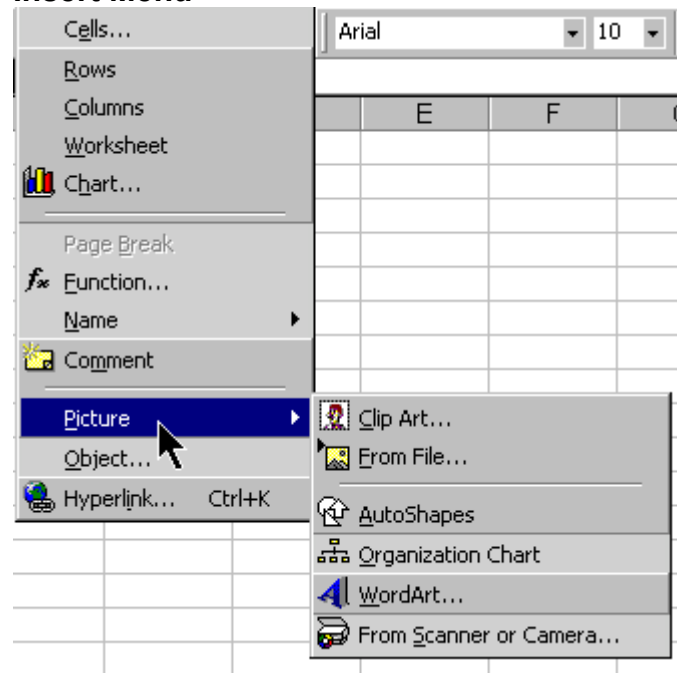 Insert Menu
Cells...
Arial 10
Rows
Columns
E F
Worksheet
Chart...
Page Break
fx Function...
Name
Comment
Picture
Clip Art...
Object...
From File...
Hyperlink... Ctrl+K
AutoShapes
Organization Chart
WordArt...
From Scanner or Camera...